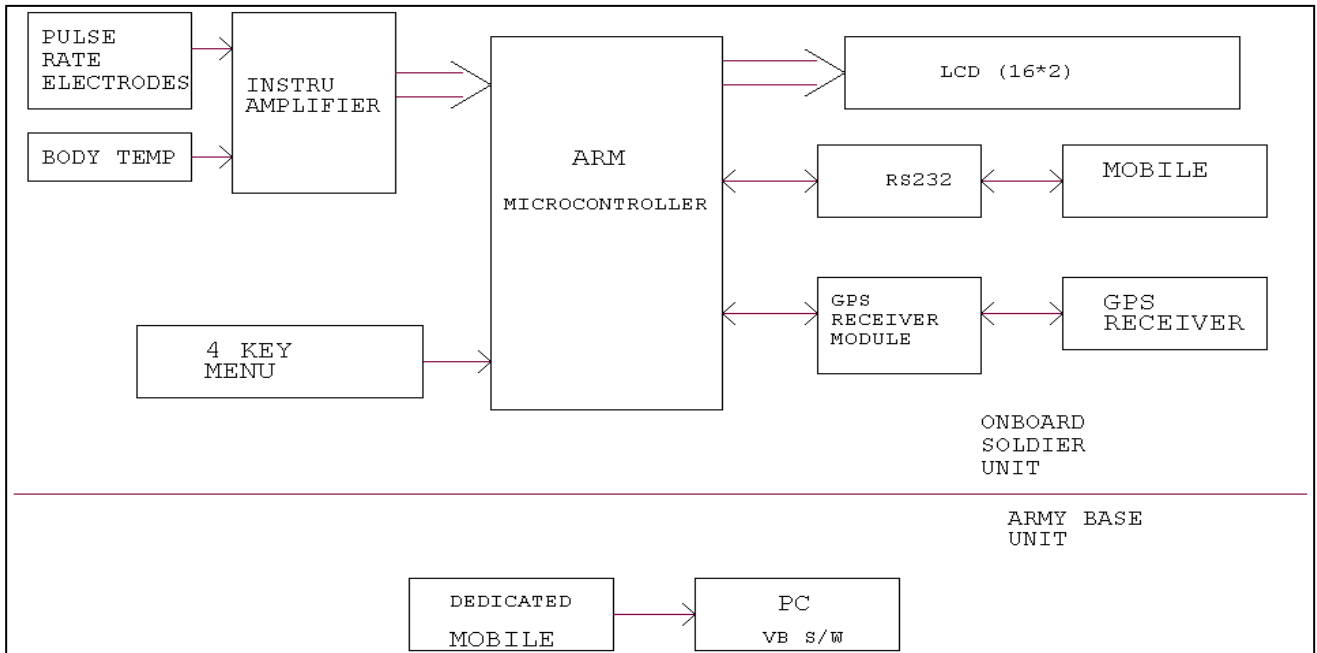 PULSE
RATE
ELECTRODES
BODY TEMP
INSTRU
AMPLIFIER
ARM
MICROCONTROLLER
LCD (16*2)
RS232
MOBILE
GPS
RECEIVER
MODULE
GPS
RECEIVER
4 KEY
MENU
ONBOARD
SOLDIER
UNIT
ARMY BASE
UNIT
DEDICATED
MOBILE
PC
VB S/W